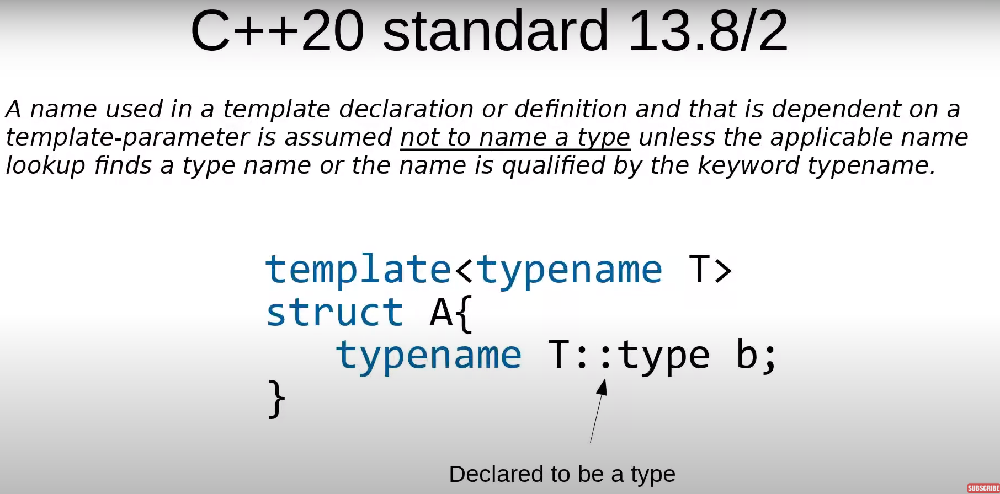 C++20 standard 13.8/2
A name used in a template declaration or definition and that is dependent on a
template-parameter is assumed not to name a type unless the applicable name
lookup finds a type name or the name is qualified by the keyword typename.
template<typename T>
struct A{
typename T::type b;
}
Declared to be a type
SUBSCRIBE